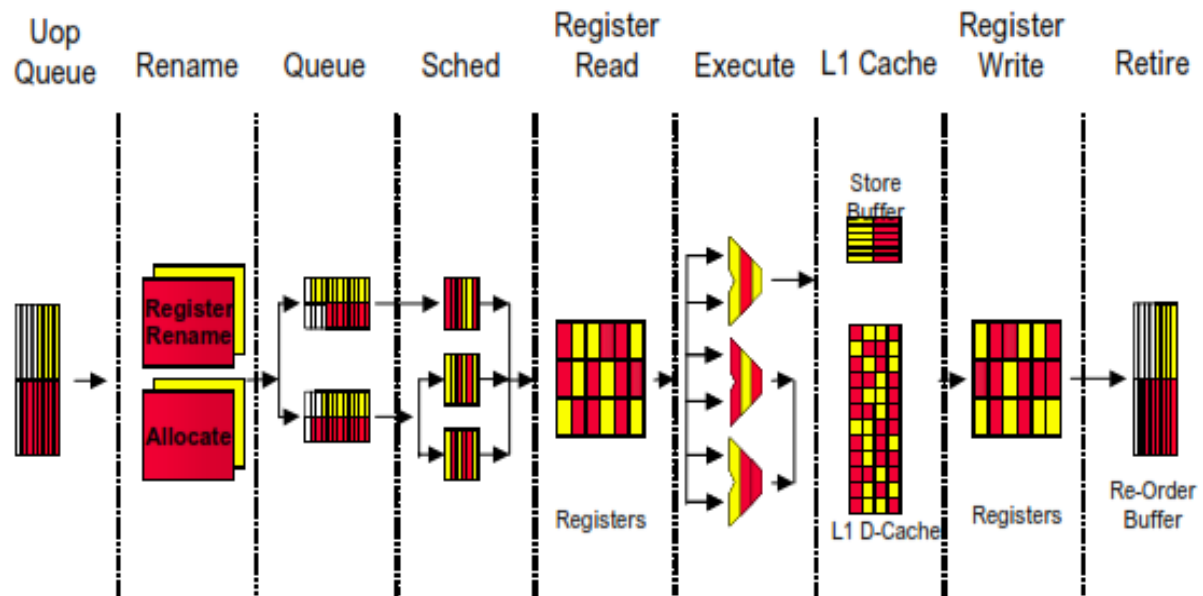 Uop
Queue
Rename
Queue
Sched
Register
Read
Execute
L1 Cache
Register
Write
Retire
Register
Rename
Allocate
Registers
Store
Buffer
L1 D-Cache
Registers
Re-Order
Buffer